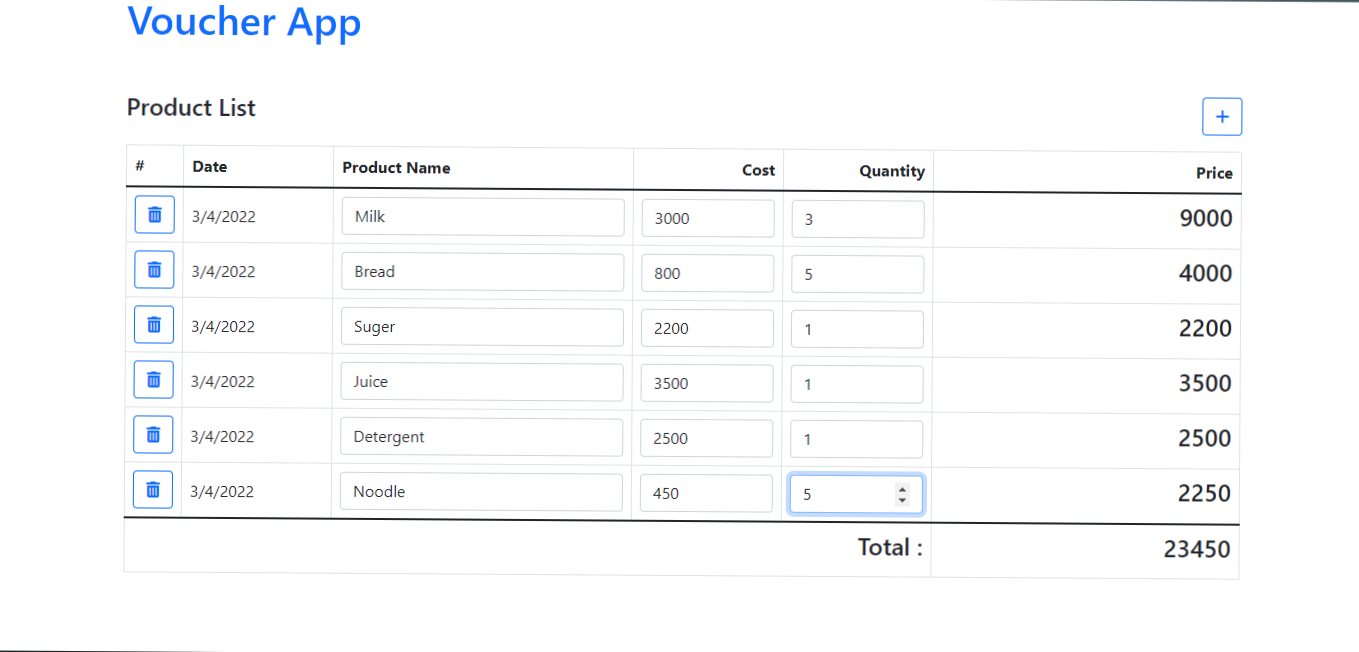 Voucher App
Product List
+
# Date Product Name Cost Quantity Price
3/4/2022 Milk 3000 3 9000
3/4/2022 Bread 800 5 4000
3/4/2022 Suger 2200 1 2200
3/4/2022 Juice 3500 1 3500
3/4/2022 Detergent 2500 1 2500
3/4/2022 Noodle 450 5 2250
Total : 23450